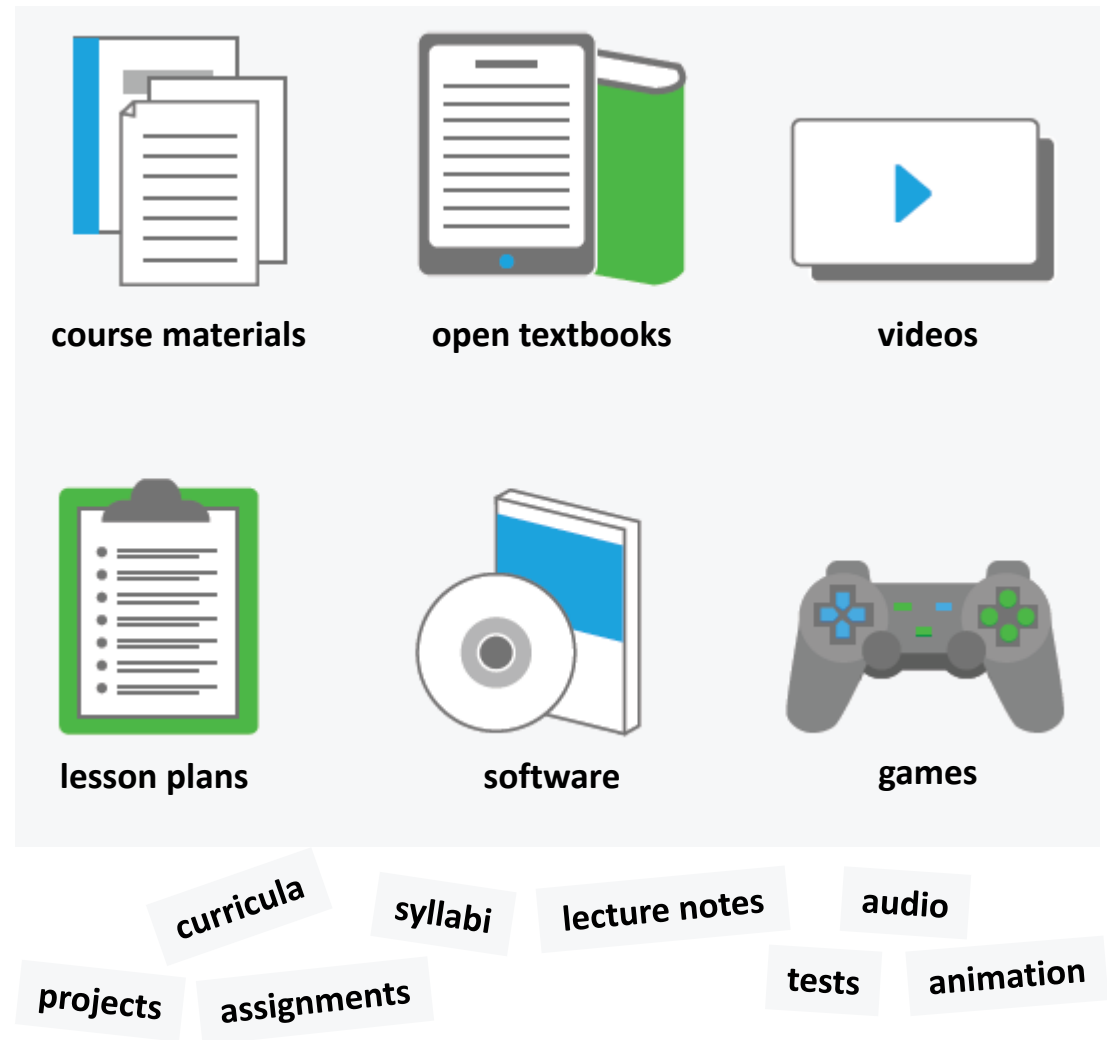 course materials
open textbooks
videos
lesson plans
software
games
curricula
syllabi
lecture notes
audio
projects
assignments
tests
animation